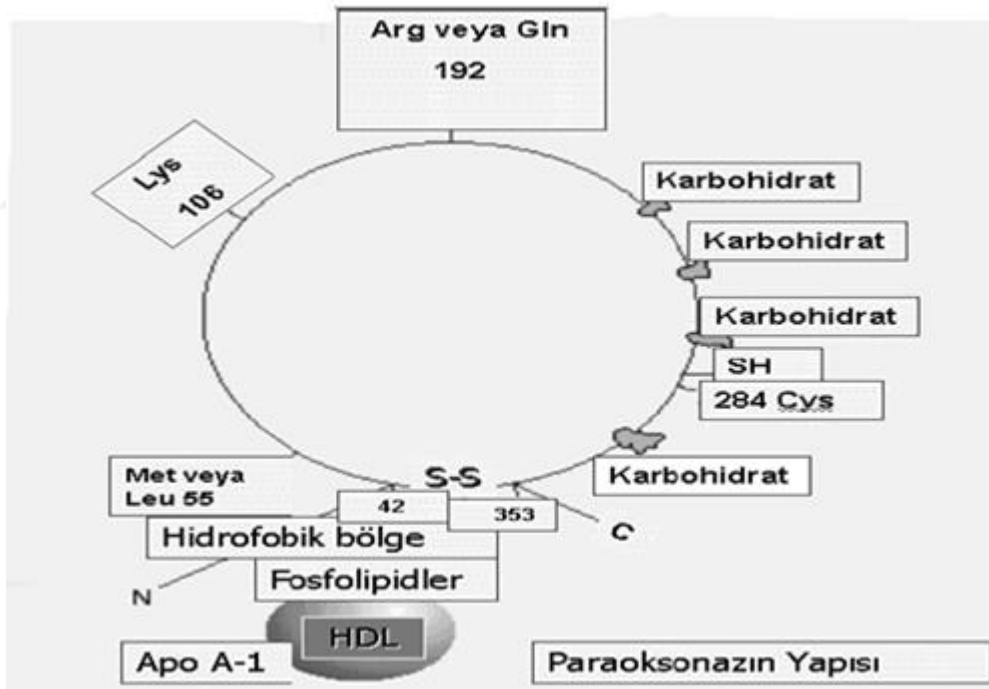 Arg veya Gln
192
Lys
106
Karbohidrat
Karbohidrat
Karbohidrat
SH
284 Cys
Karbohidrat
Met veya
Leu 55
S-S
42
353
C
Hidrofobik bölge
Fosfolipidler
N
HDL
Apo A-1
Paraoksonazın Yapısı